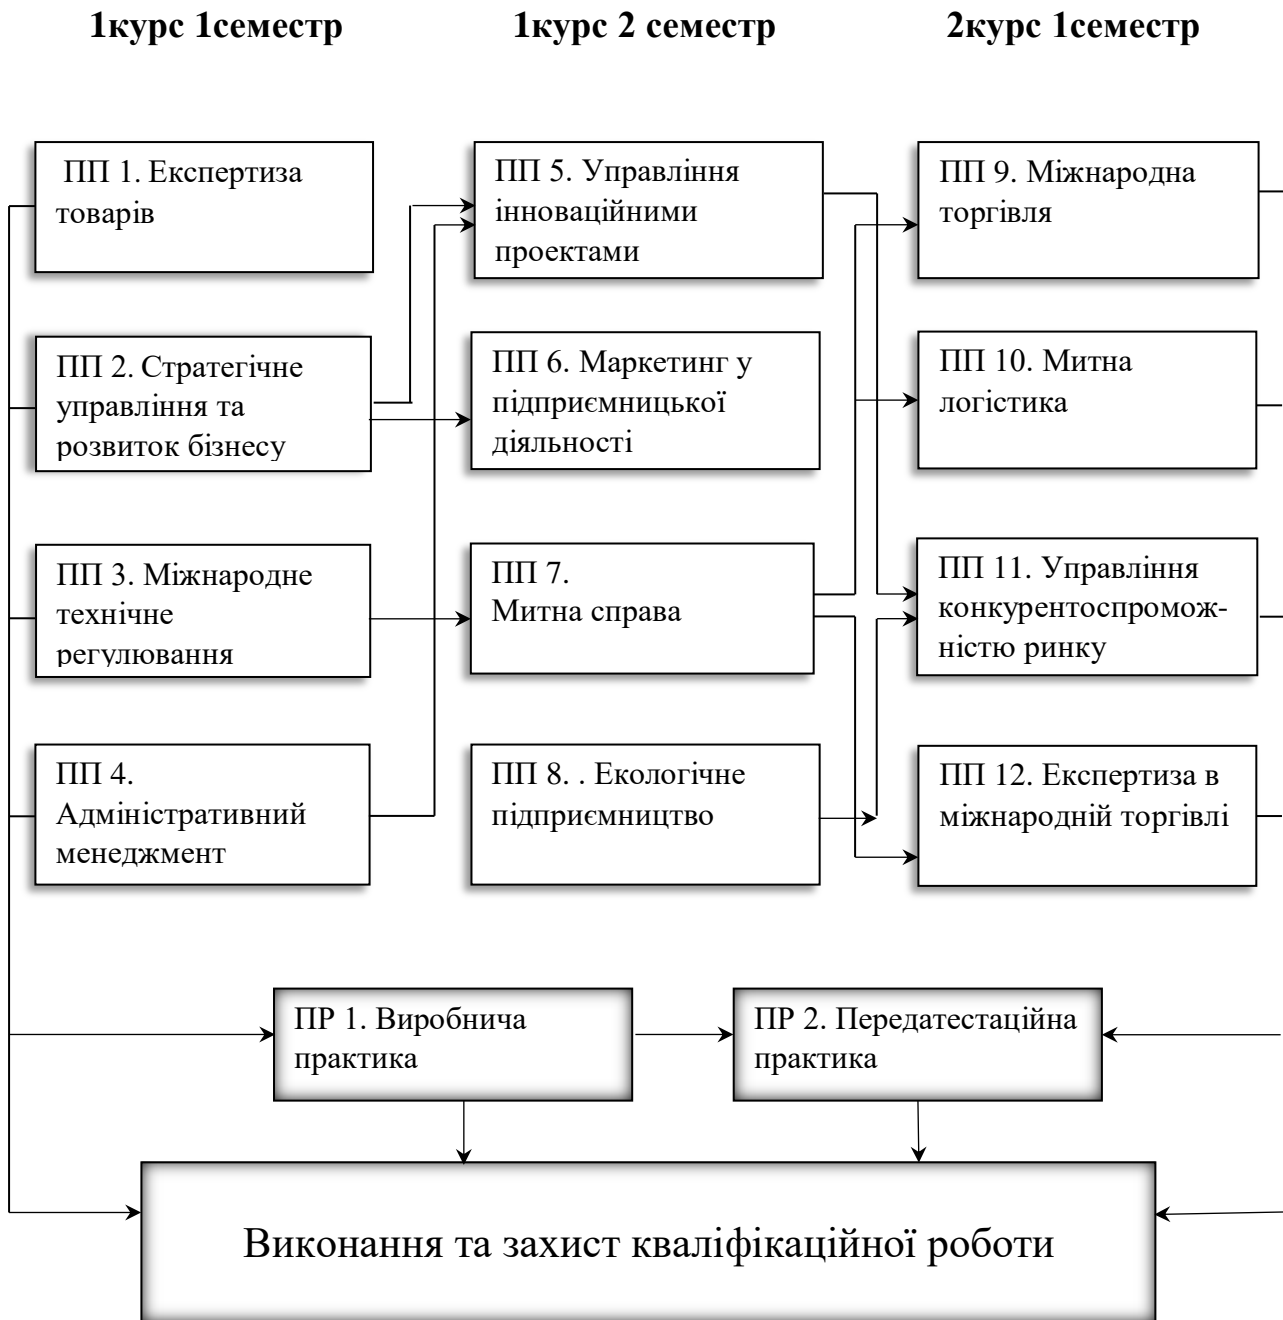 1курс 1семестр
1курс 2 семестр
2курс 1семестр
ПП 1. Експертиза
товарів
ПП 5. Управління
інноваційними
проектами
ПП 9. Міжнародна
торгівля
ПП 2. Стратегічне
управління та
розвиток бізнесу
ПП 6. Маркетинг у
підприємницької
діяльності
ПП 10. Митна
логістика
ПП 3. Міжнародне
технічне
регулювання
ПП 7.
Митна справа
ПП 11. Управління
конкурентоспромож-
ністю ринку
ПП 4.
Адміністративний
менеджмент
ПП 8. . Екологічне
підприємництво
ПП 12. Експертиза в
міжнародній торгівлі
ПР 1. Виробнича
практика
ПР 2. Передатестаційна
практика
Виконання та захист кваліфікаційної роботи